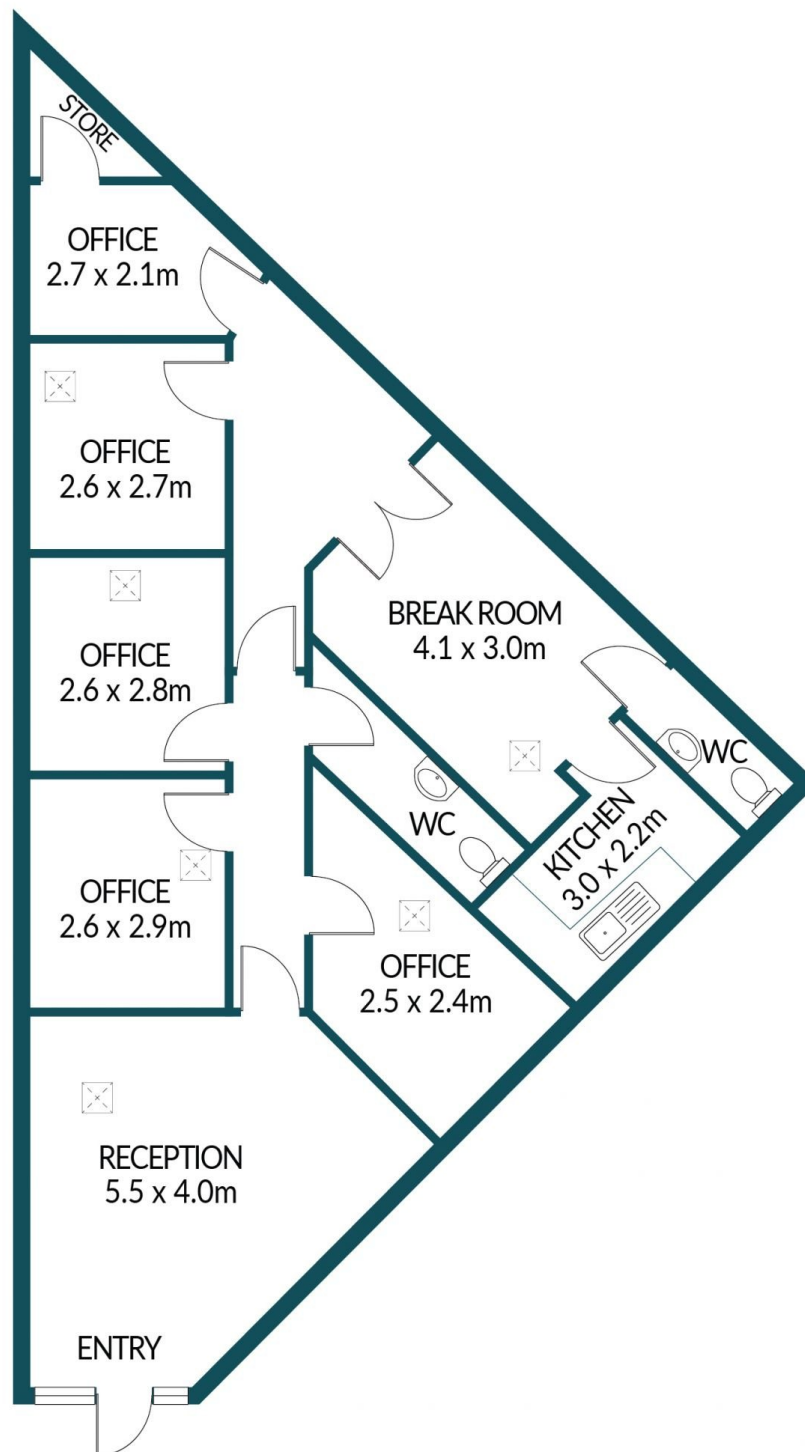 STORE
OFFICE
2.7 x 2.1m
OFFICE
2.6 x 2.7m
BREAK ROOM
4.1 x 3.0m
OFFICE
2.6 x 2.8m
WC
WC
KITCHEN
3.0 x 2.2m
OFFICE
2.6 x 2.9m
OFFICE
2.5 x 2.4m
RECEPTION
5.5 x 4.0m
ENTRY